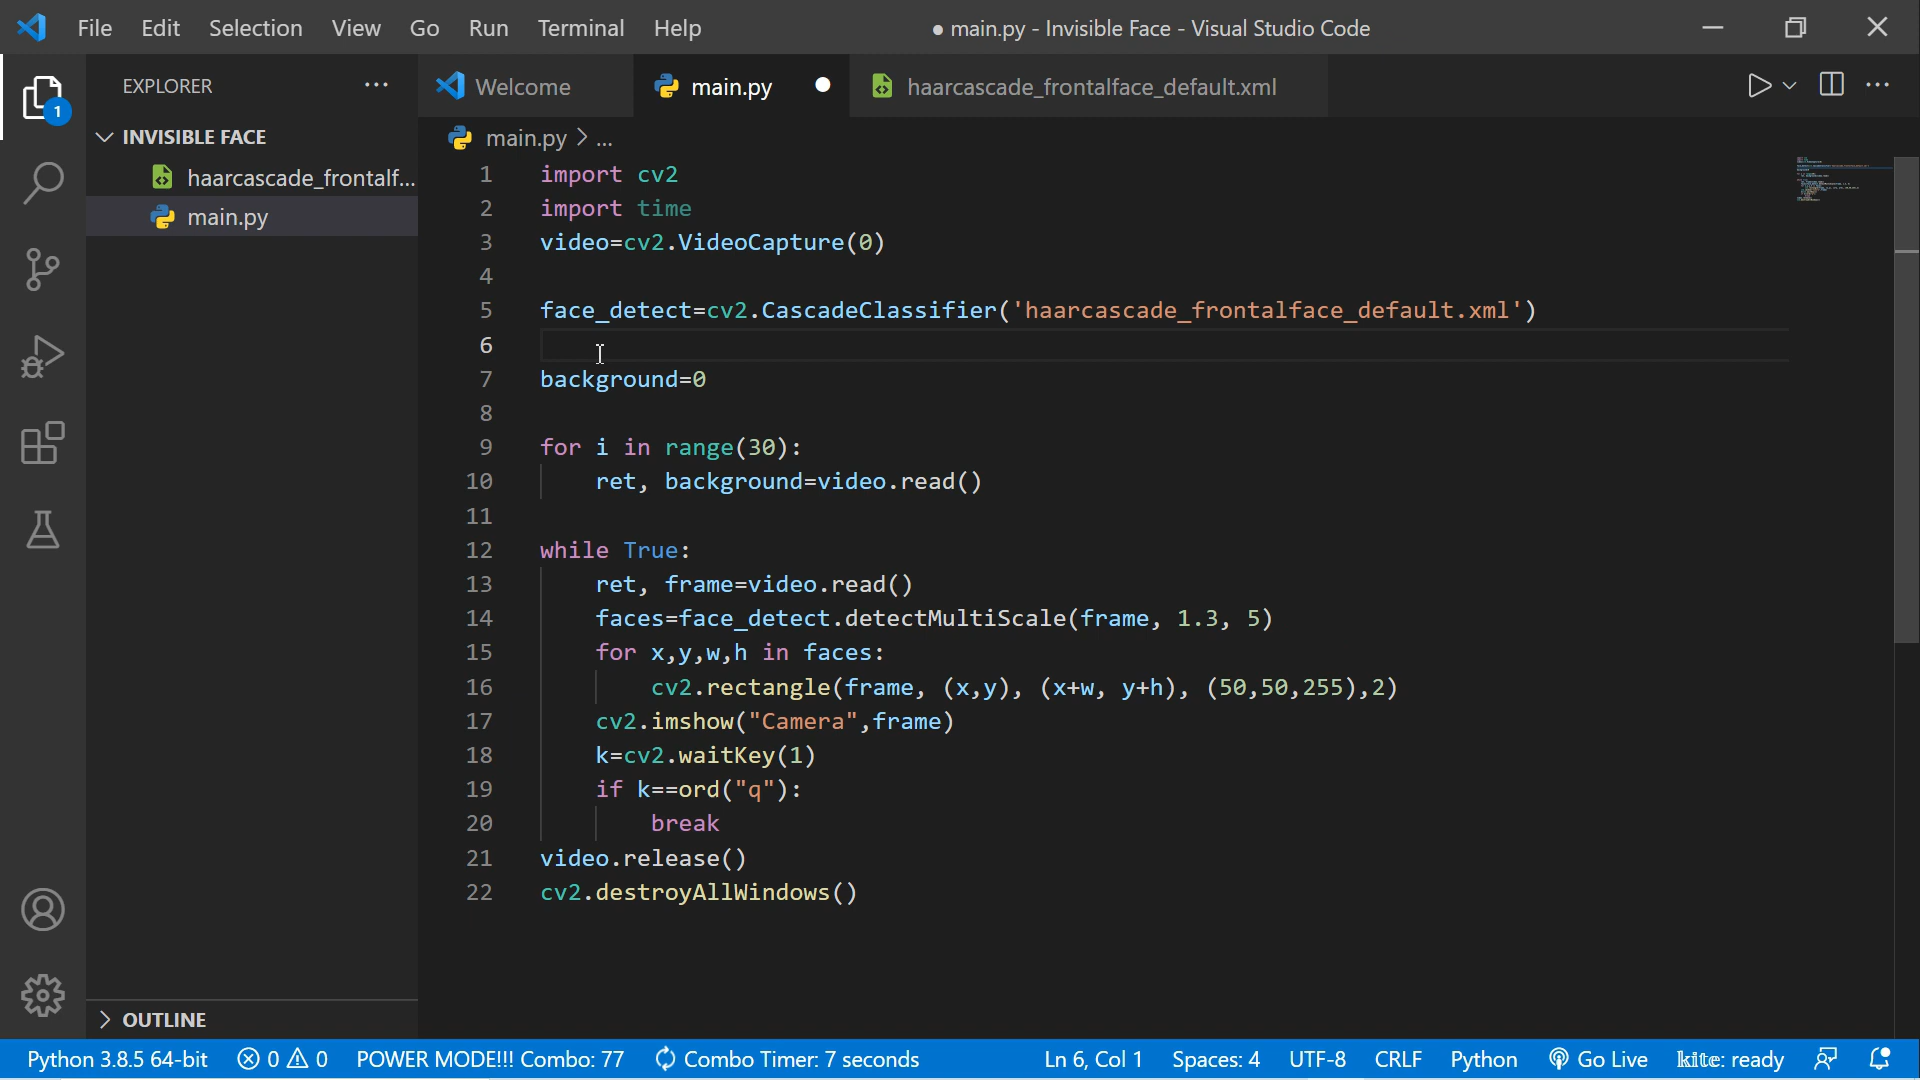 File Edit Selection View Go Run Terminal Help
● main.py - Invisible Face - Visual Studio Code
EXPLORER
Welcome
main.py
haarcascade_frontalface_default.xml
1
INVISIBLE FACE
haarcascade_frontalf...
main.py
main.py > ...
1 import cv2
2 import time
3 video=cv2.VideoCapture(0)
4
5 face_detect=cv2.CascadeClassifier('haarcascade_frontalface_default.xml')
6
7 background=0
8
9 for i in range(30):
10 ret, background=video.read()
11
12 while True:
13 ret, frame=video.read()
14 faces=face_detect.detectMultiScale(frame, 1.3, 5)
15 for x,y,w,h in faces:
16 cv2.rectangle(frame, (x,y), (x+w, y+h), (50,50,255),2)
17 cv2.imshow("Camera",frame)
18 k=cv2.waitKey(1)
19 if k==ord("q"):
20 break
21 video.release()
22 cv2.destroyAllWindows()
OUTLINE
Python 3.8.5 64-bit 0 0 POWER MODE!!! Combo: 77 Combo Timer: 7 seconds Ln 6, Col 1 Spaces: 4 UTF-8 CRLF Python Go Live kite: ready